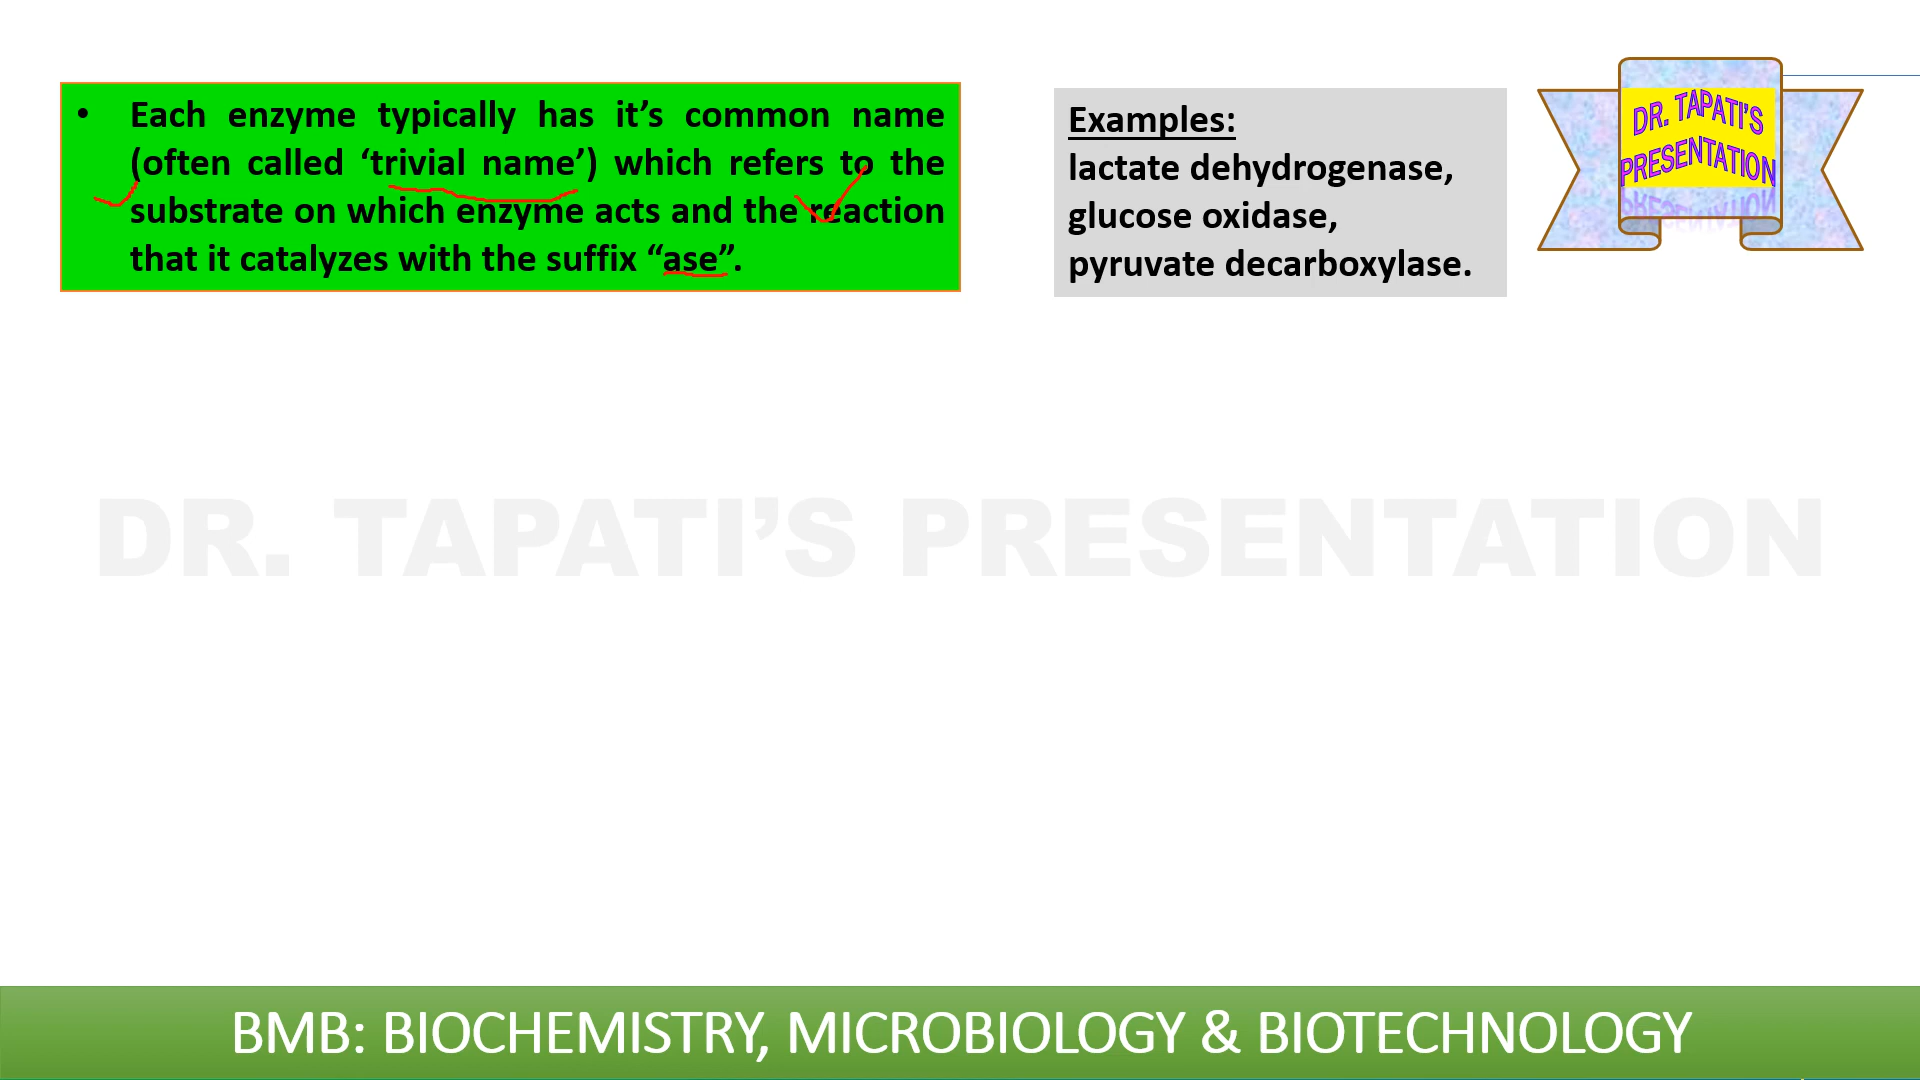 • Each enzyme typically has it’s common name
(often called ‘trivial name’) which refers to the
substrate on which enzyme acts and the reaction
that it catalyzes with the suffix “ase”.
Examples:
lactate dehydrogenase,
glucose oxidase,
pyruvate decarboxylase.
DR. TAPATI’S
PRESENTATION
DR. TAPATI’S PRESENTATION
BMB: BIOCHEMISTRY, MICROBIOLOGY & BIOTECHNOLOGY